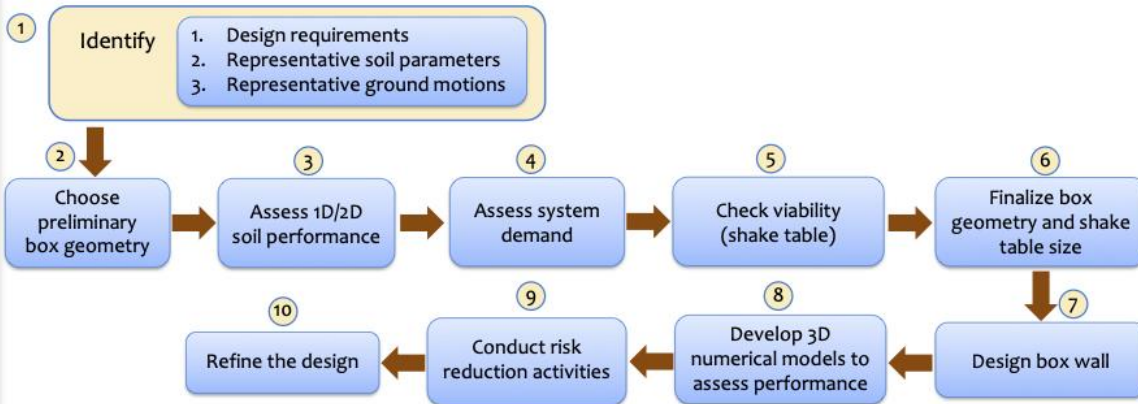 1
Identify
1. Design requirements
2. Representative soil parameters
3. Representative ground motions
2
Choose
preliminary
box geometry
3
Assess 1D/2D
soil performance
4
Assess system
demand
5
Check viability
(shake table)
6
Finalize box
geometry and shake
table size
7
Design box wall
8
Develop 3D
numerical models to
assess performance
9
Conduct risk
reduction activities
10
Refine the design